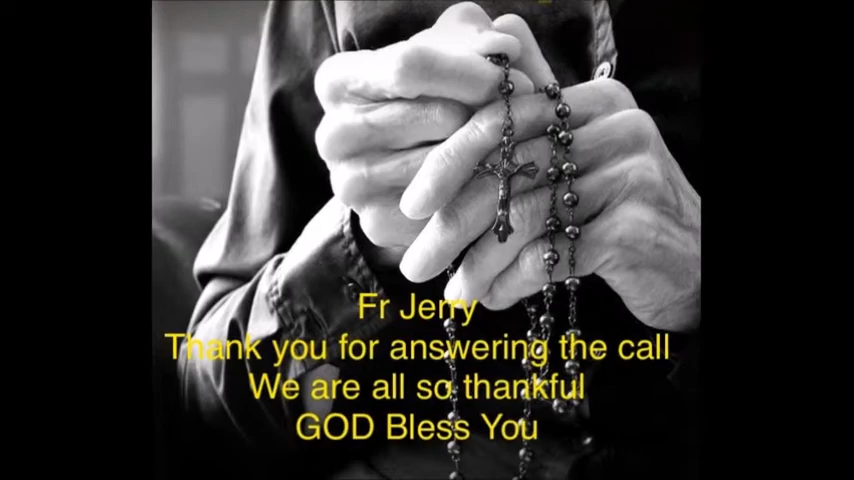 Fr Jerry
Thank you for answering the call
We are all so thankful
GOD Bless You